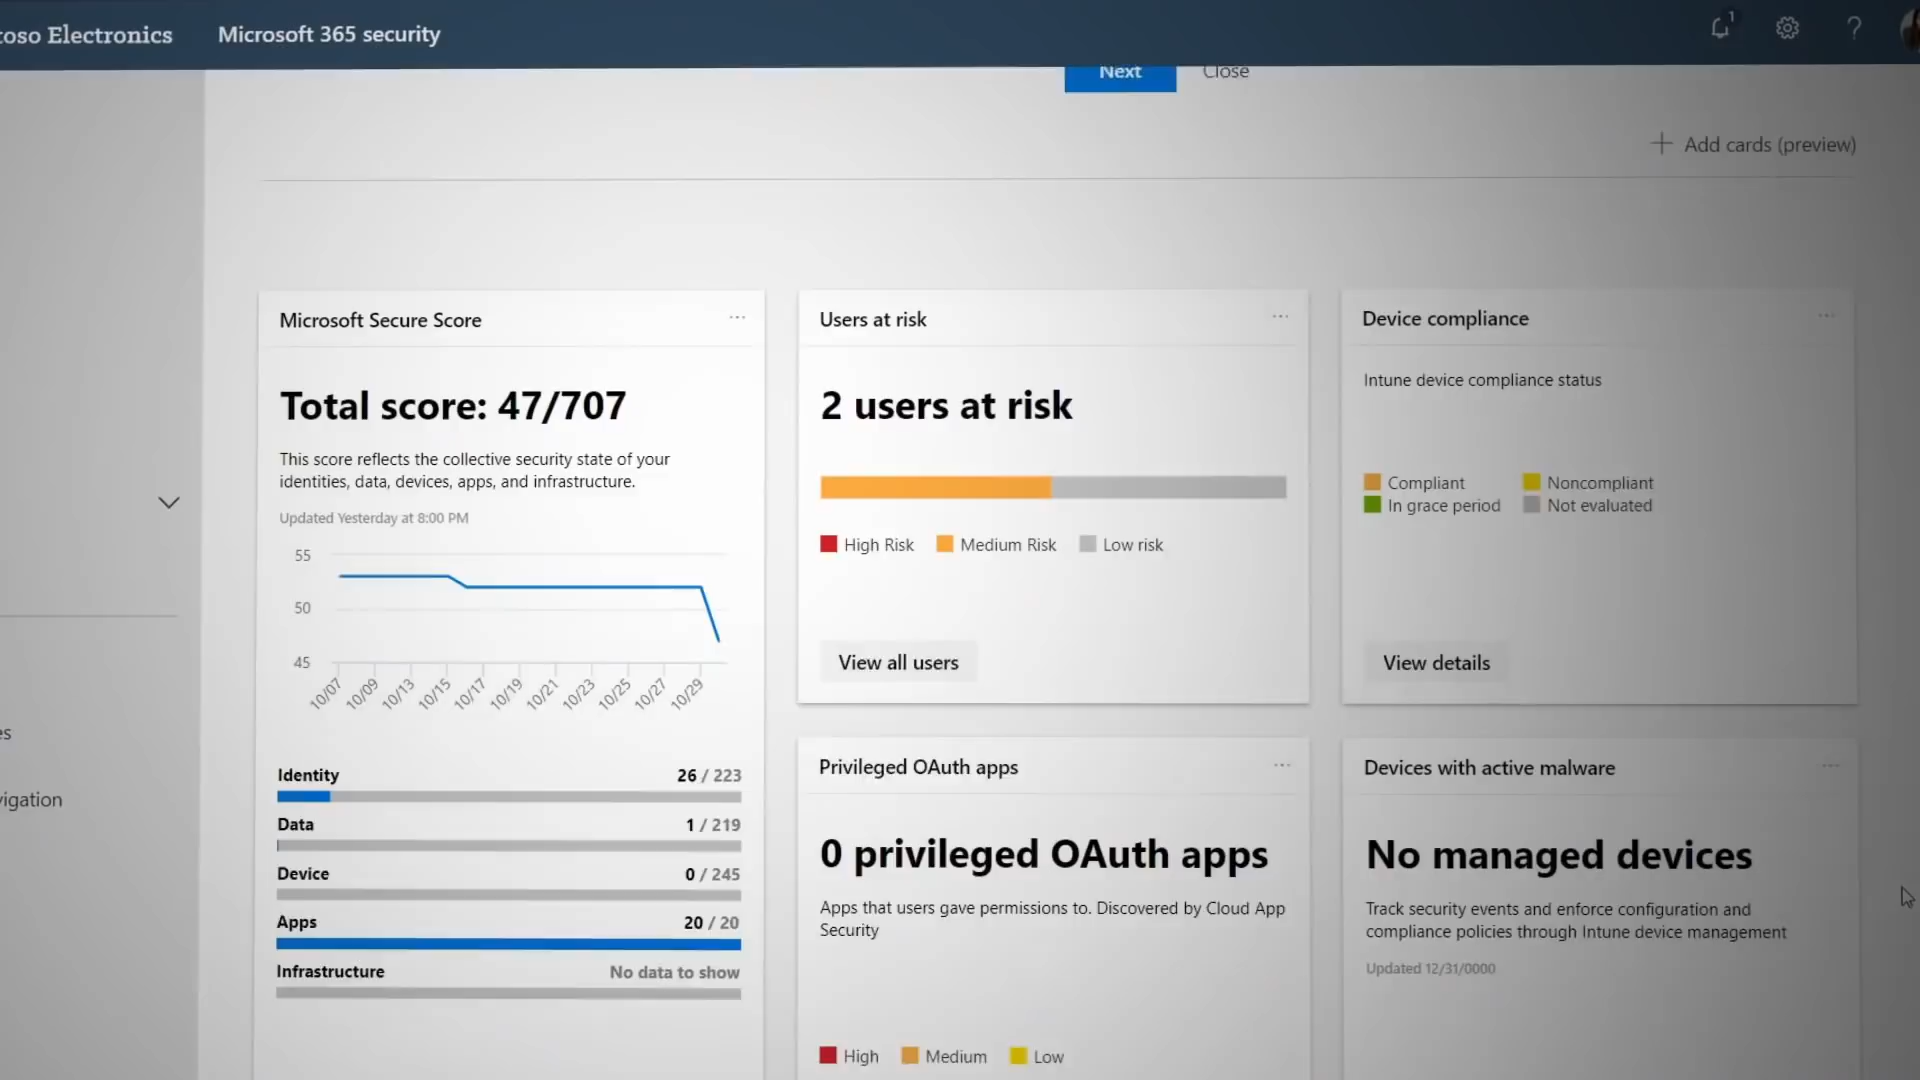 toso Electronics
Microsoft 365 security
1
Next
Close
Add cards (preview)
Microsoft Secure Score
Total score: 47/707
This score reflects the collective security state of your
identities, data, devices, apps, and infrastructure.
Updated Yesterday at 8:00 PM
55
50
45
10/07
10/09
10/13
10/15
10/17
10/19
10/21
10/23
10/25
10/27
10/29
Identity 26 / 223
Data 1 / 219
Device 0 / 245
Apps 20 / 20
Infrastructure No data to show
Users at risk
2 users at risk
High Risk Medium Risk Low risk
View all users
Device compliance
Intune device compliance status
Compliant Noncompliant
In grace period Not evaluated
View details
Privileged OAuth apps
0 privileged OAuth apps
Apps that users gave permissions to. Discovered by Cloud App
Security
High Medium Low
Devices with active malware
No managed devices
Track security events and enforce configuration and
compliance policies through Intune device management
Updated 12/31/0000
es
vigation